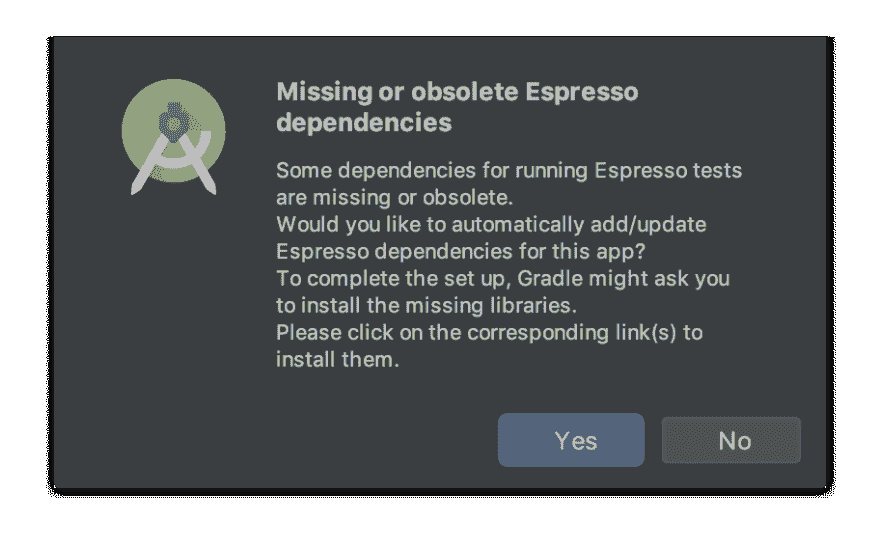 Missing or obsolete Espresso
dependencies
Some dependencies for running Espresso tests
are missing or obsolete.
Would you like to automatically add/update
Espresso dependencies for this app?
To complete the set up, Gradle might ask you
to install the missing libraries.
Please click on the corresponding link(s) to
install them.
Yes No